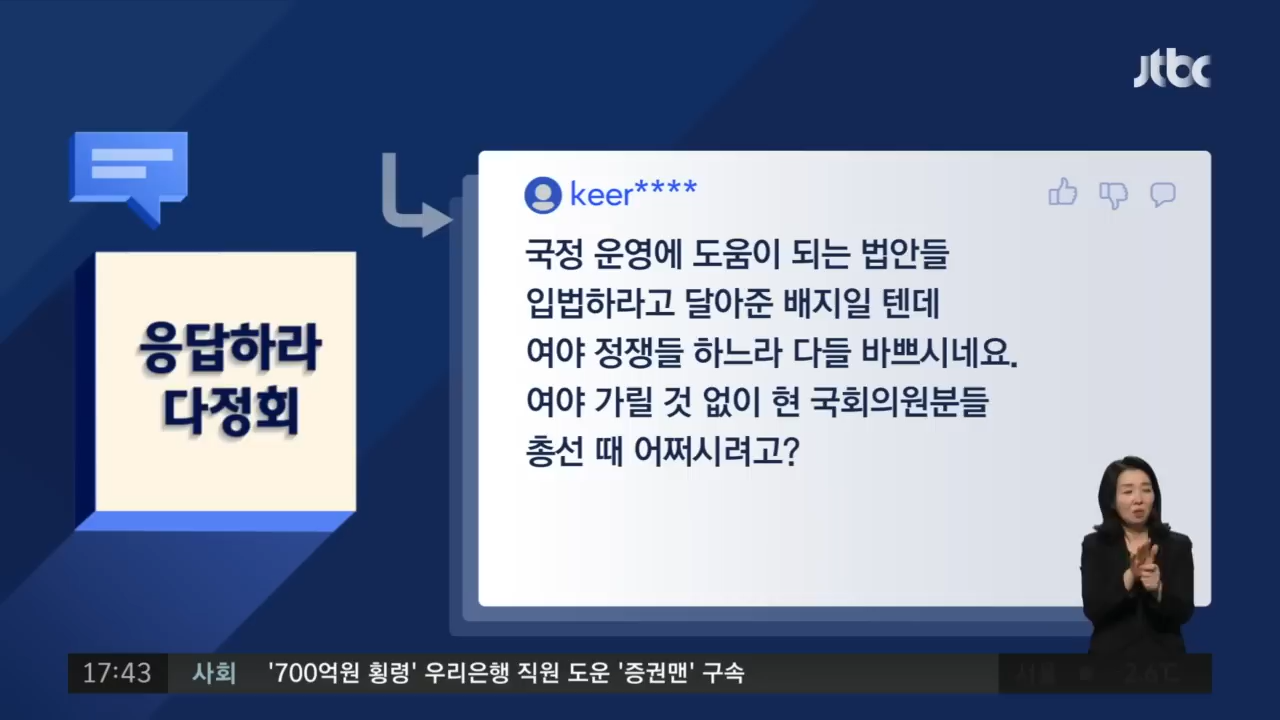 jtbc
응답하라
다정회
keer****
국정 운영에 도움이 되는 법안들
입법하라고 달아준 배지일 텐데
여야 정쟁들 하느라 다들 바쁘시네요.
여야 가릴 것 없이 현 국회의원분들
총선 때 어쩌시려고?
17:43 사회 '700억원 횡령' 우리은행 직원 도운 '증권맨' 구속